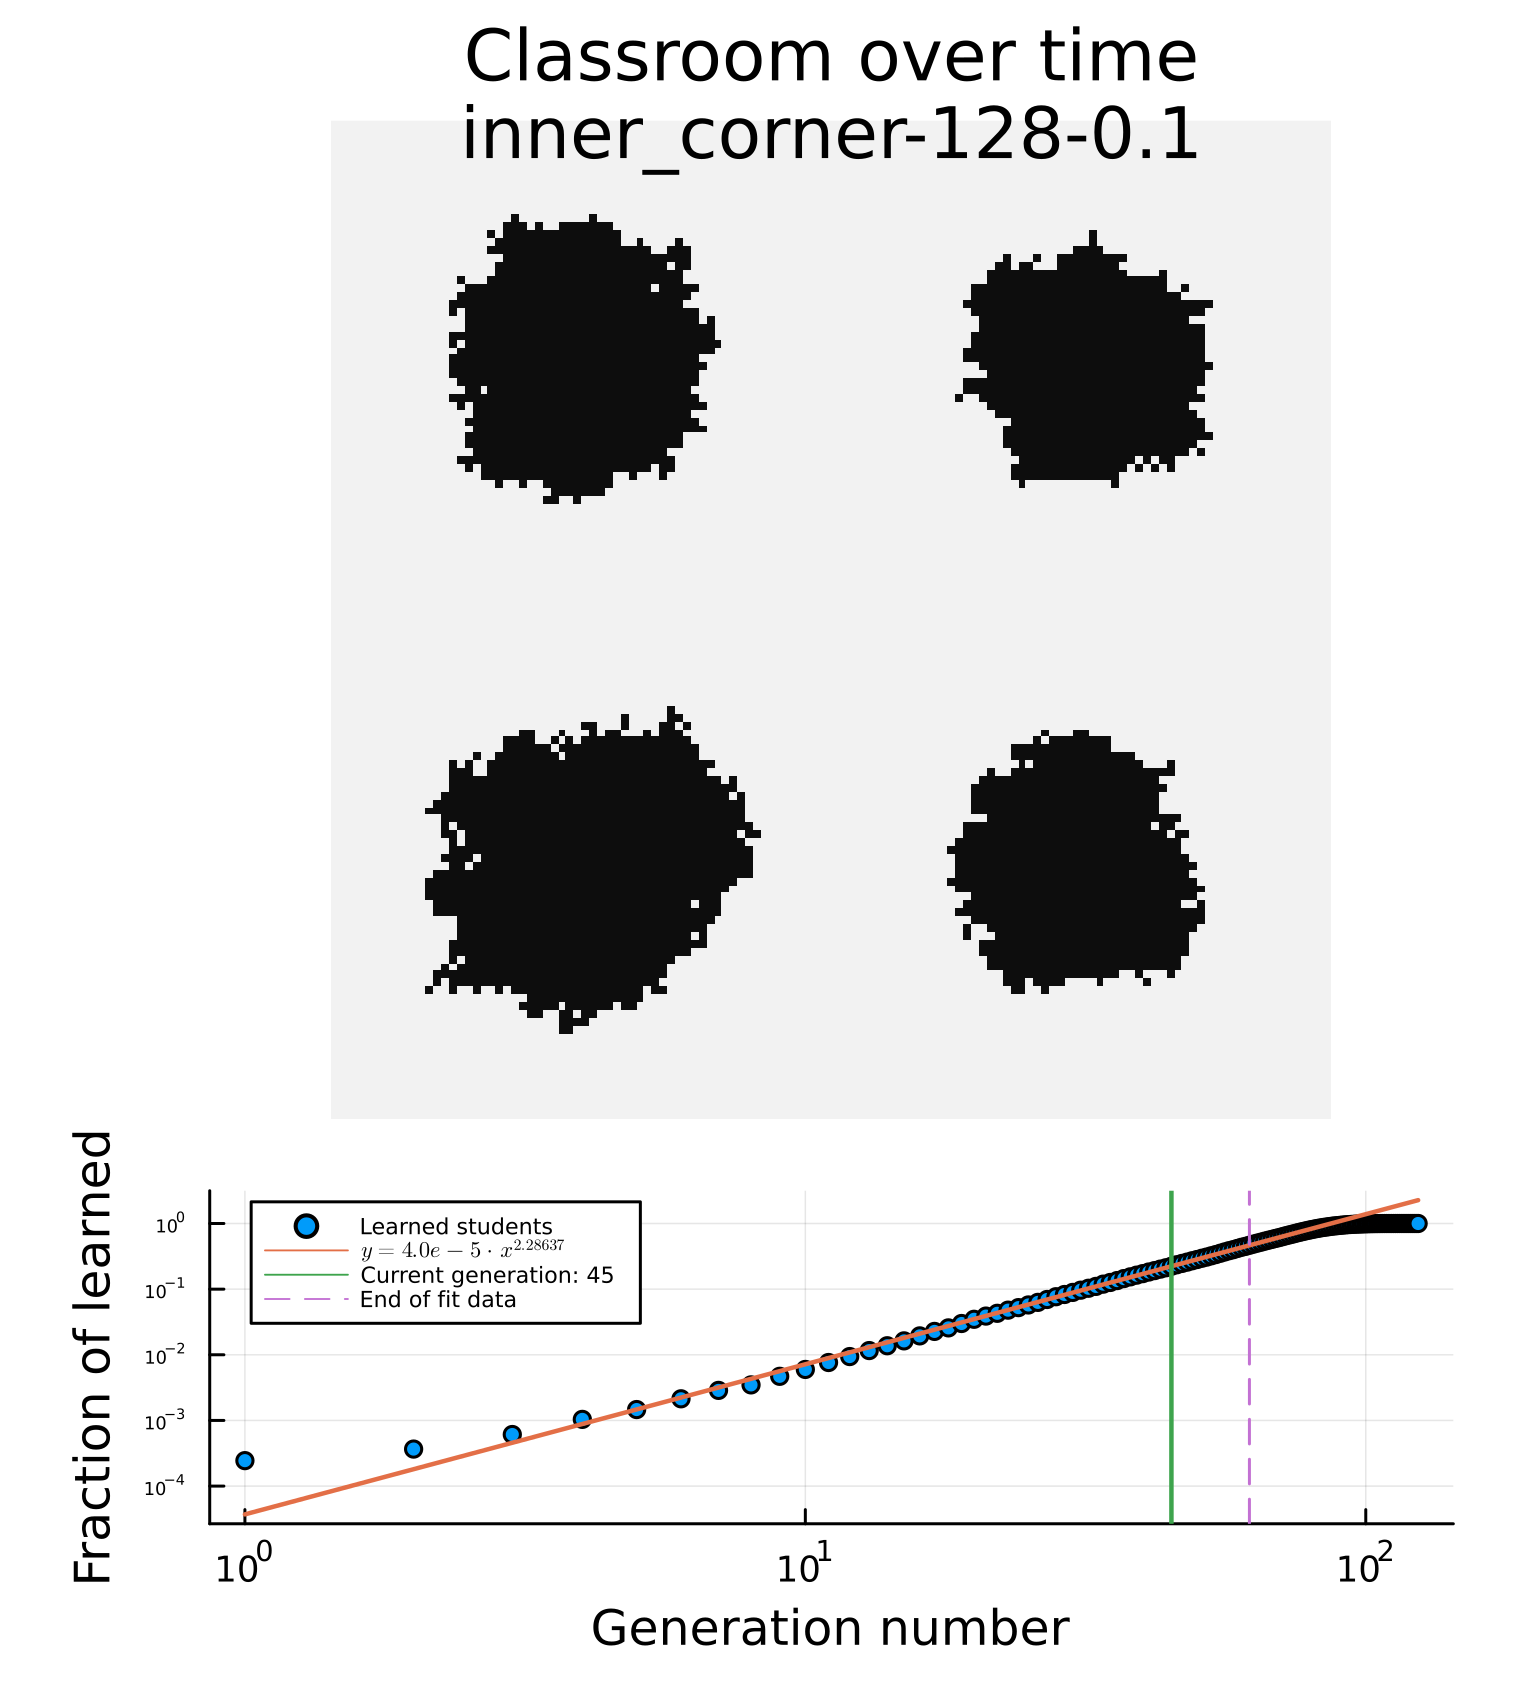 Classroom over time
inner_corner-128-0.1
Fraction of learned
10^0
10^−1
10^−2
10^−3
10^−4
Learned students
y = 4.0e − 5 · x^2.28637
Current generation: 45
End of fit data
10^0
10^1
10^2
Generation number